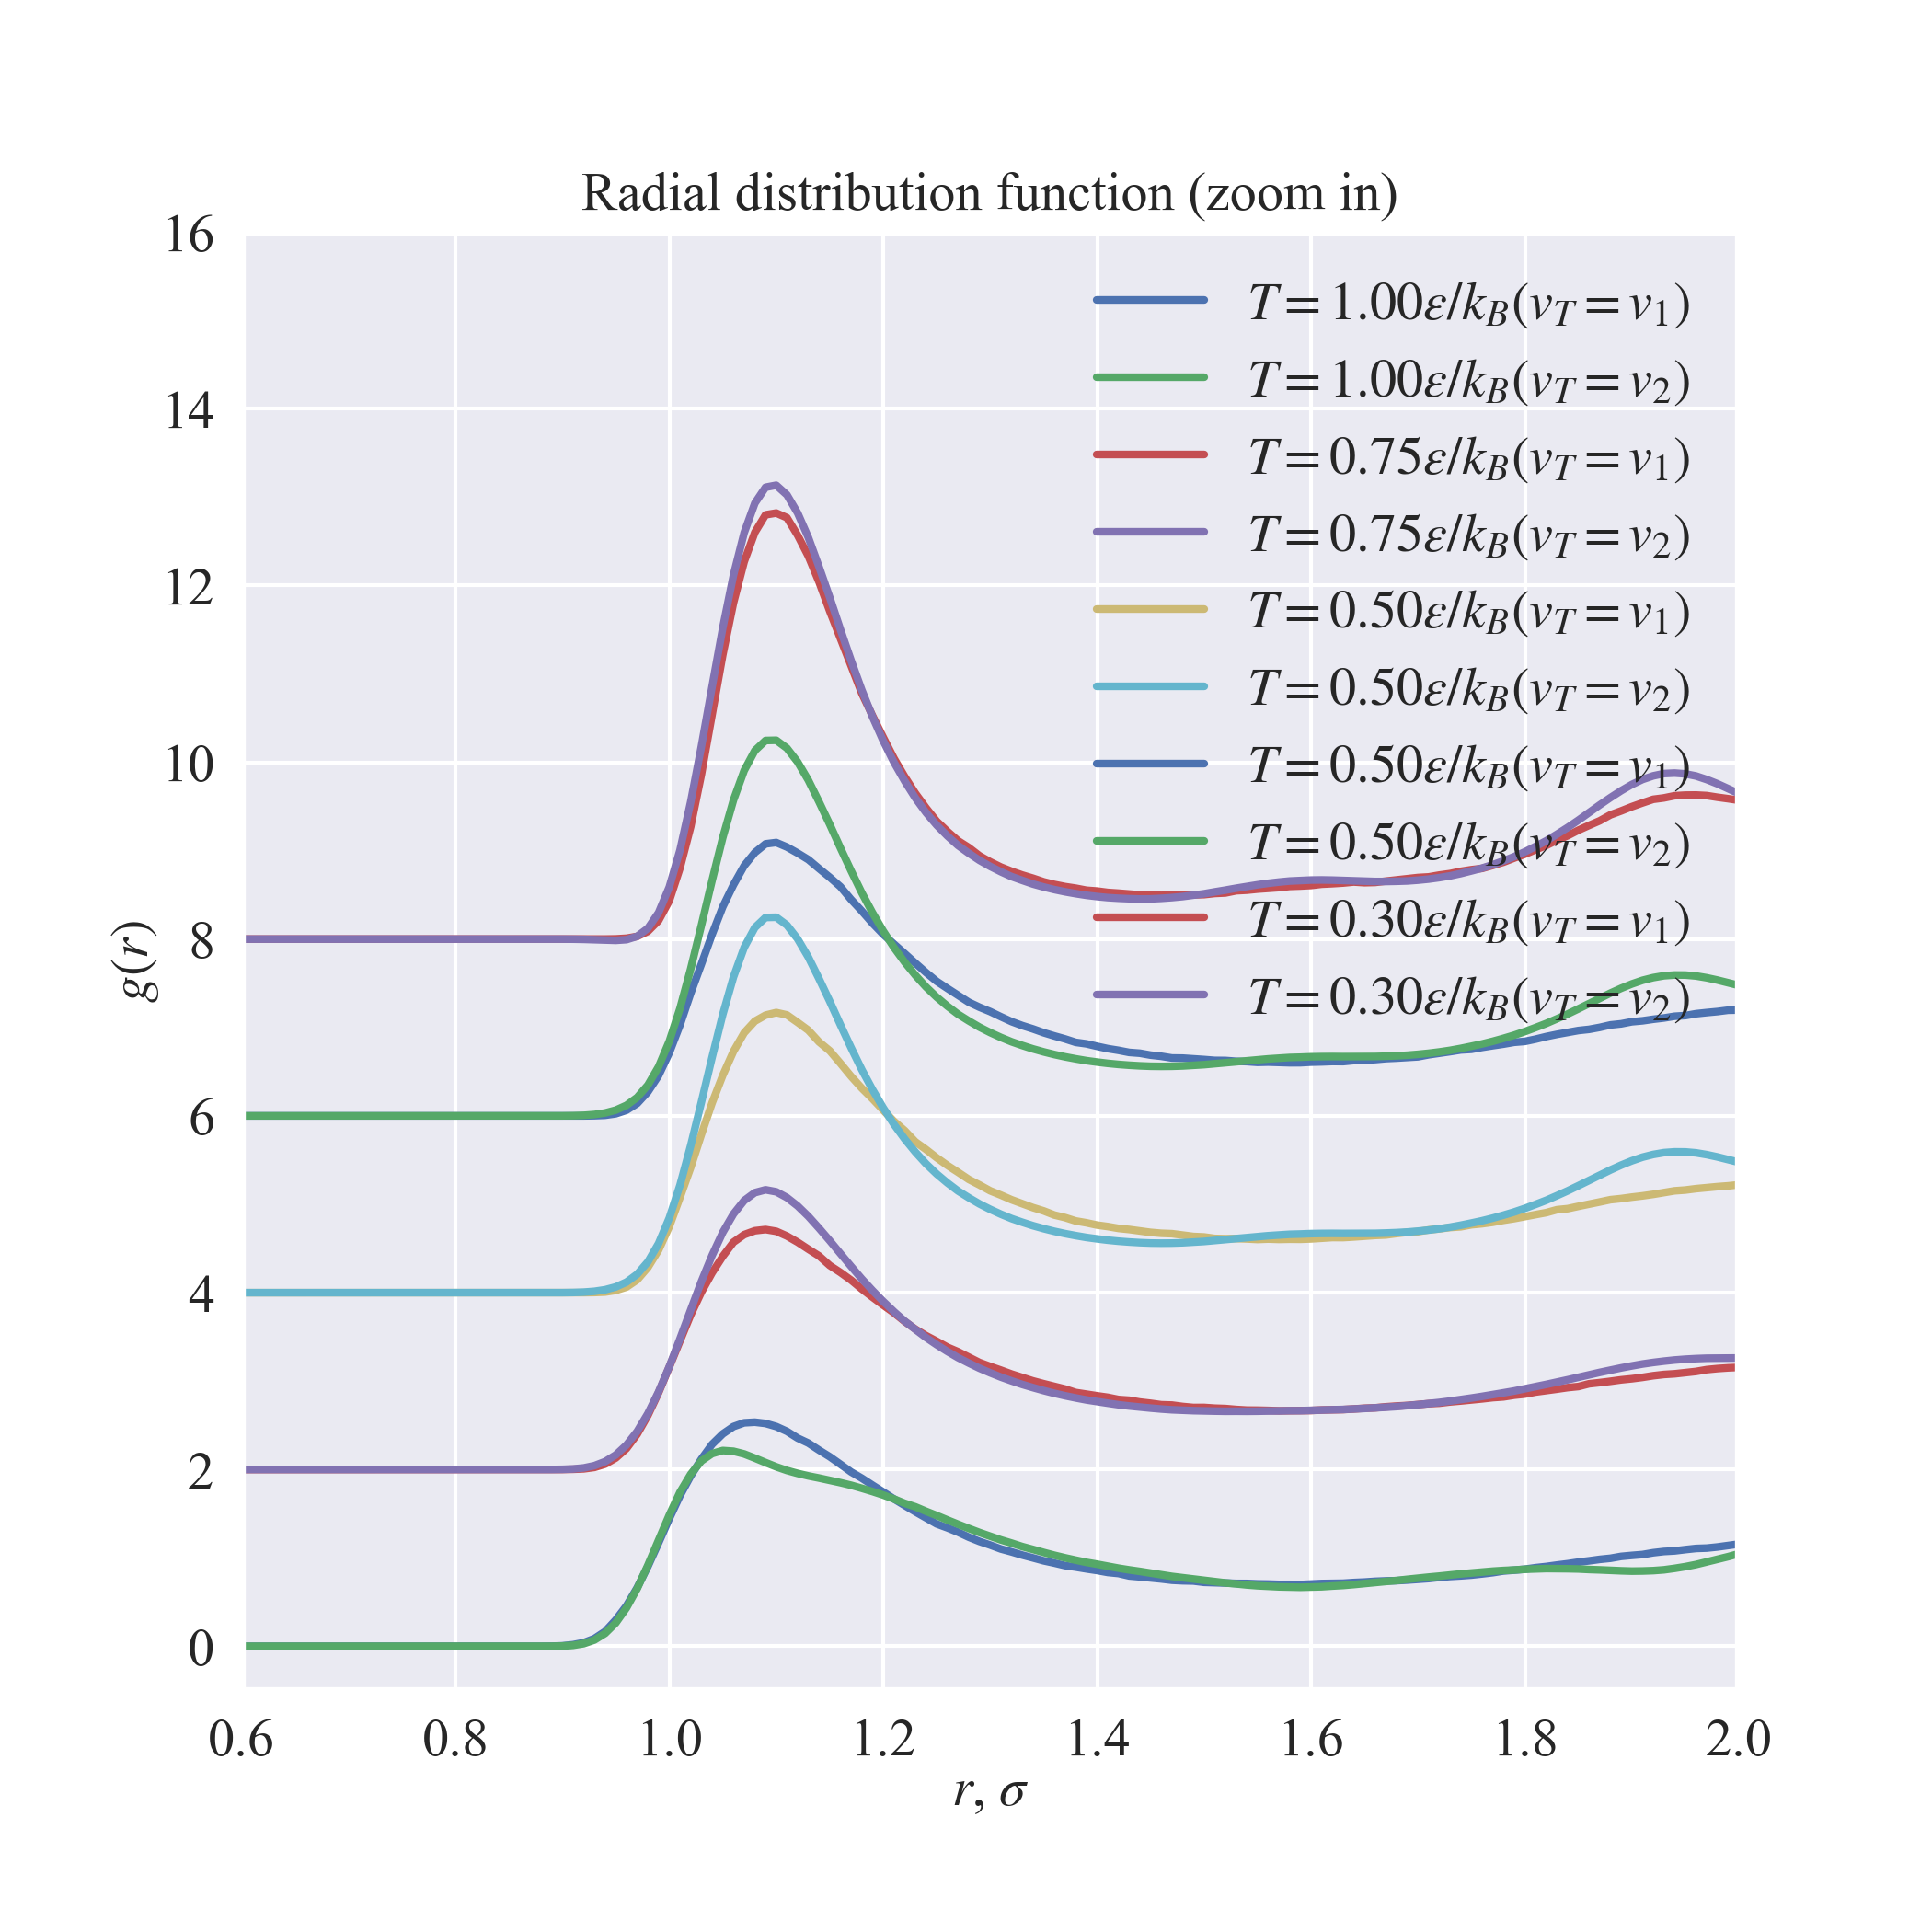 Radial distribution function (zoom in)
16
14
12
10
8
6
4
2
0
g(r)
T = 1.00ε/k_B(v_T = v_1)
T = 1.00ε/k_B(v_T = v_2)
T = 0.75ε/k_B(v_T = v_1)
T = 0.75ε/k_B(v_T = v_2)
T = 0.50ε/k_B(v_T = v_1)
T = 0.50ε/k_B(v_T = v_2)
T = 0.50ε/k_B(v_T = v_1)
T = 0.50ε/k_B(v_T = v_2)
T = 0.30ε/k_B(v_T = v_1)
T = 0.30ε/k_B(v_T = v_2)
0.6 0.8 1.0 1.2 1.4 1.6 1.8 2.0
r, σ